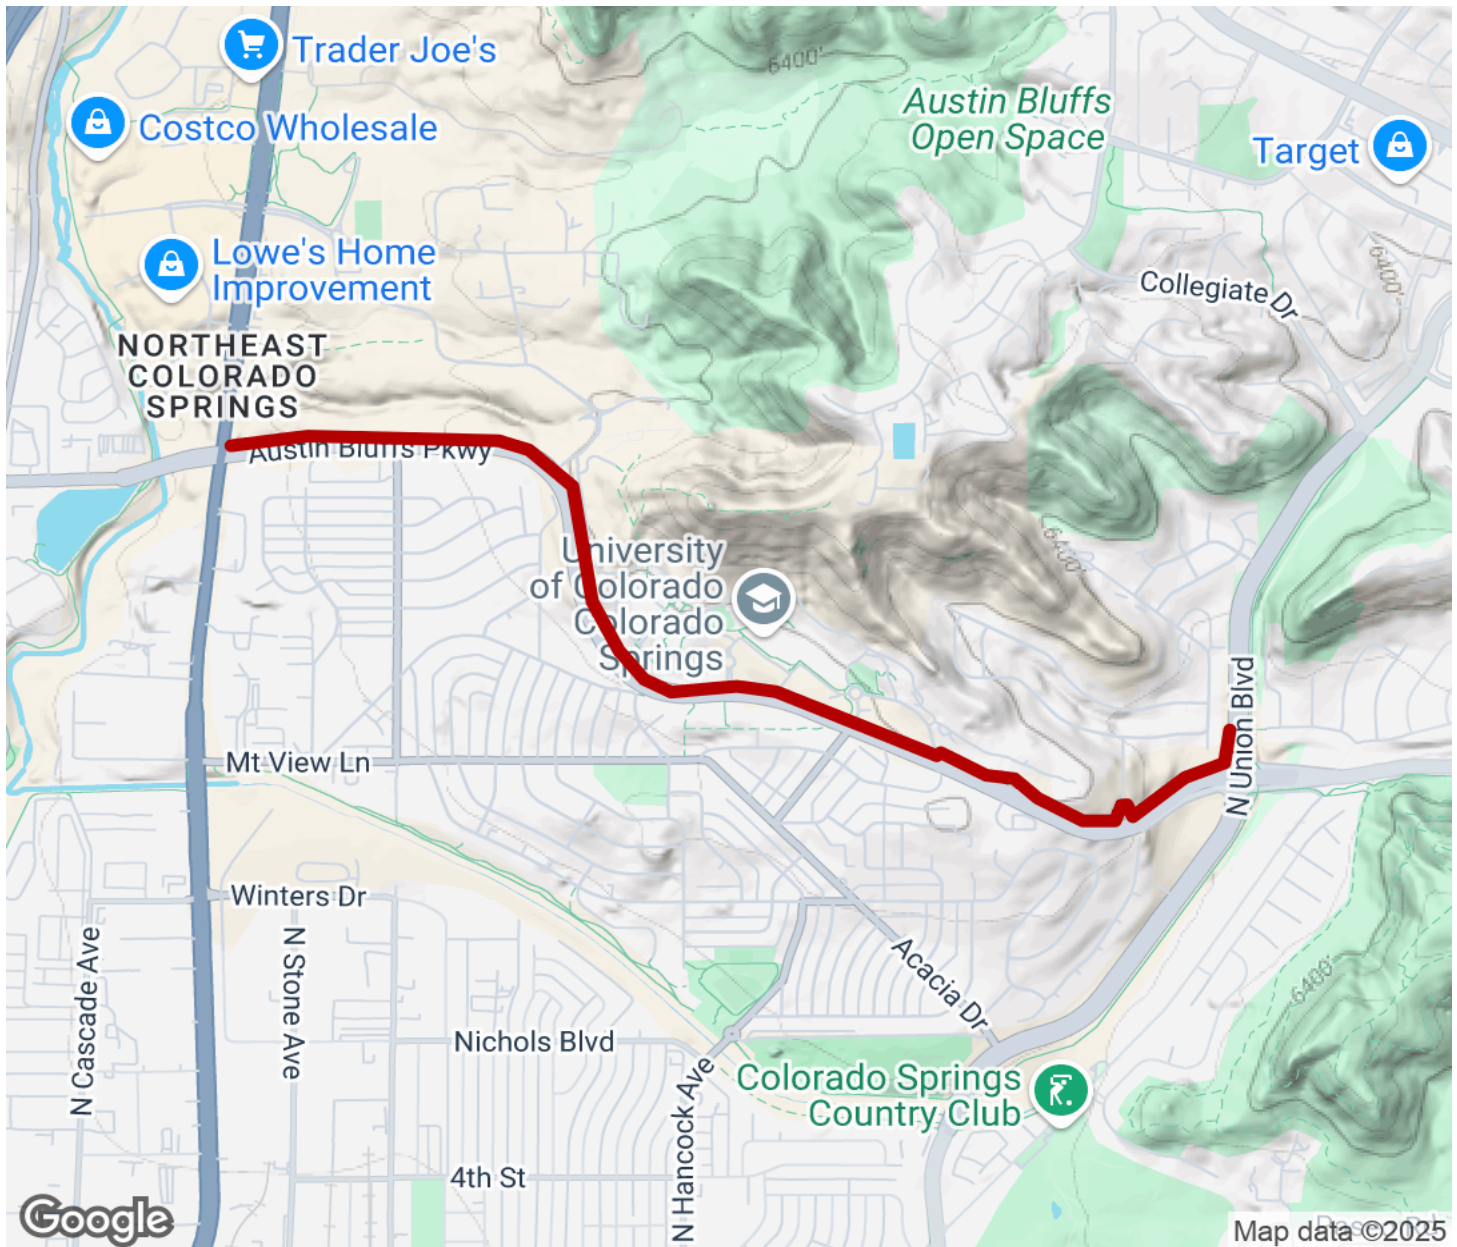 Trader Joe's
Costco Wholesale
6400'
Austin Bluffs
Open Space
Target
Lowe's Home
Improvement
Collegiate Dr
6400'
NORTHEAST
COLORADO
SPRINGS
Austin Bluffs Pkwy
6400'
University
of Colorado
Colorado
Springs
N Union Blvd
Mt View Ln
Winters Dr
N Cascade Ave
N Stone Ave
Acacia Dr
6400'
Nichols Blvd
N Hancock Ave
Colorado Springs
Country Club
4th St
Google
Map data ©2025